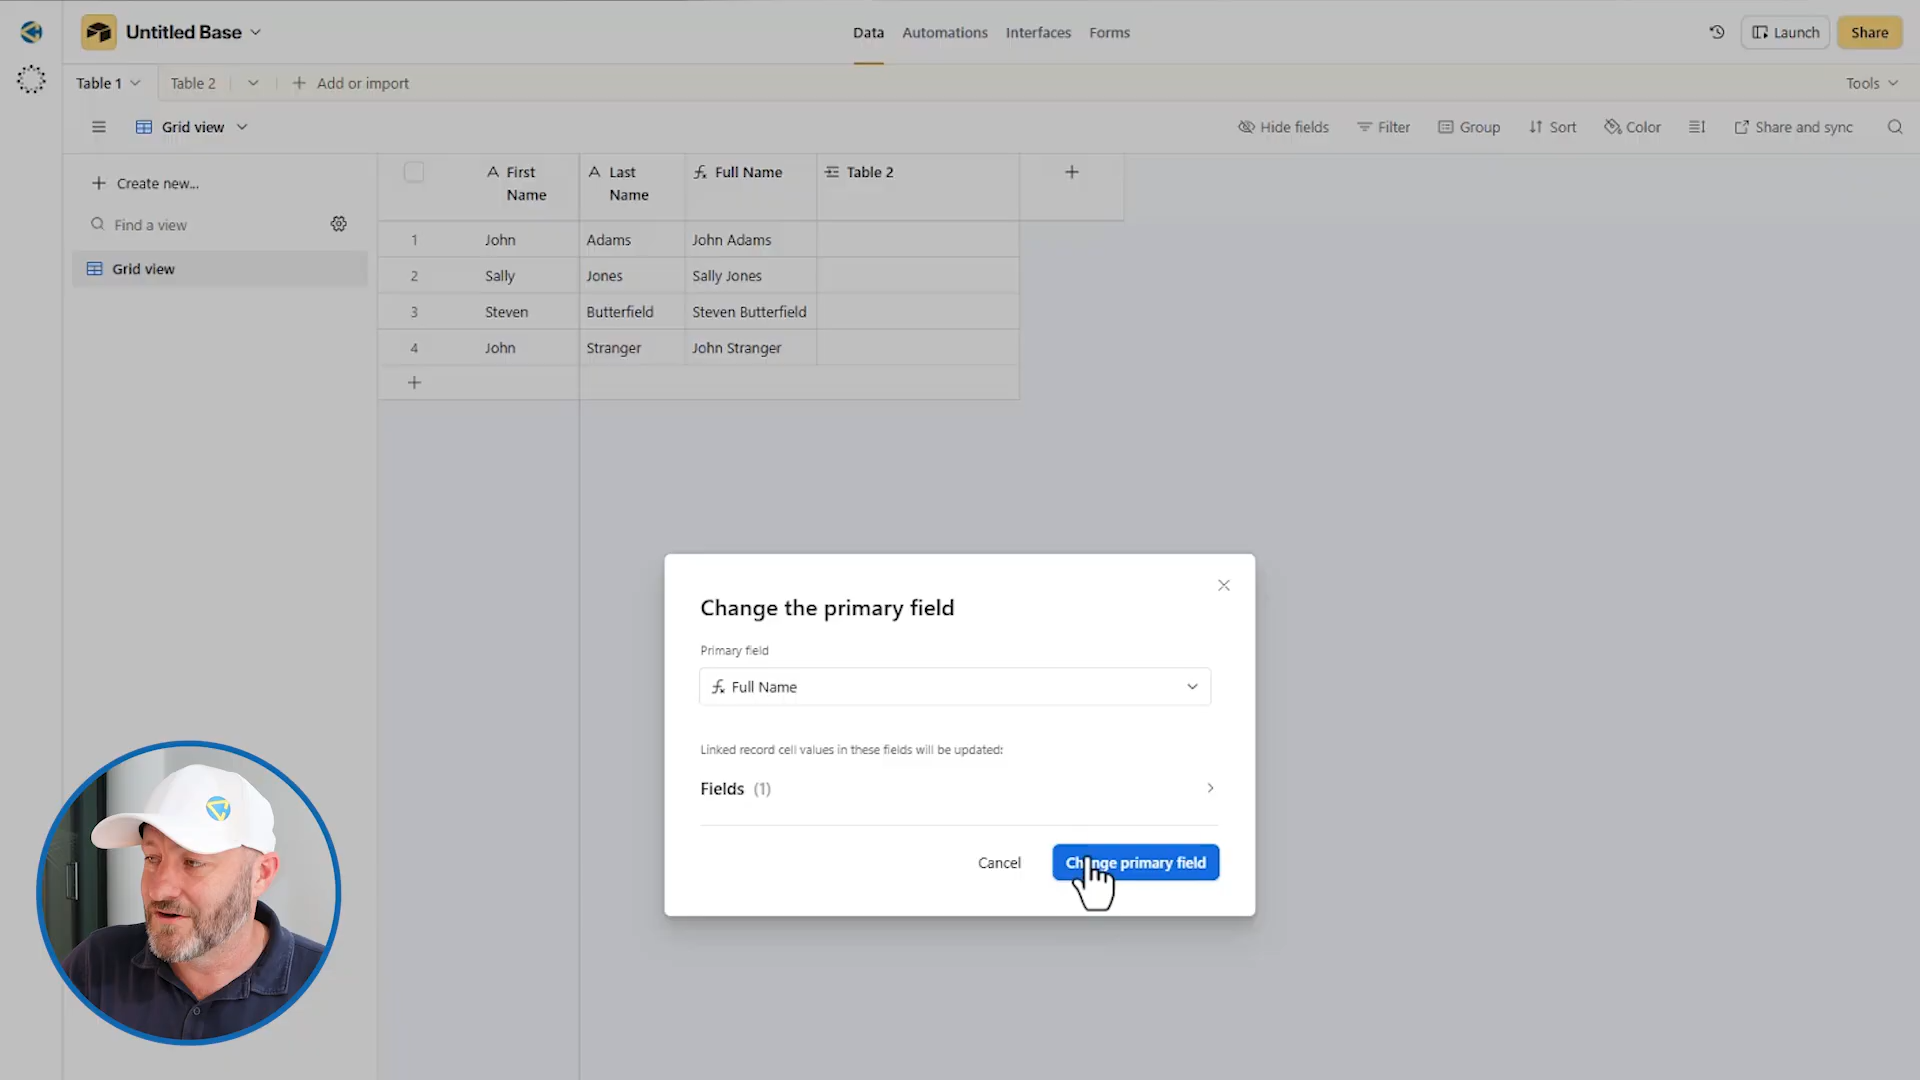 Untitled Base
Data
Automations
Interfaces
Forms
Launch
Share
Table 1
Table 2
Add or import
Tools
Grid view
Hide fields
Filter
Group
Sort
Color
Share and sync
Create new...
Find a view
Grid view
First Name
Last Name
Full Name
Table 2
1 John Adams John Adams
2 Sally Jones Sally Jones
3 Steven Butterfield Steven Butterfield
4 John Stranger John Stranger
Change the primary field
Primary field
Full Name
Linked record cell values in these fields will be updated:
Fields (1)
Cancel
Change primary field